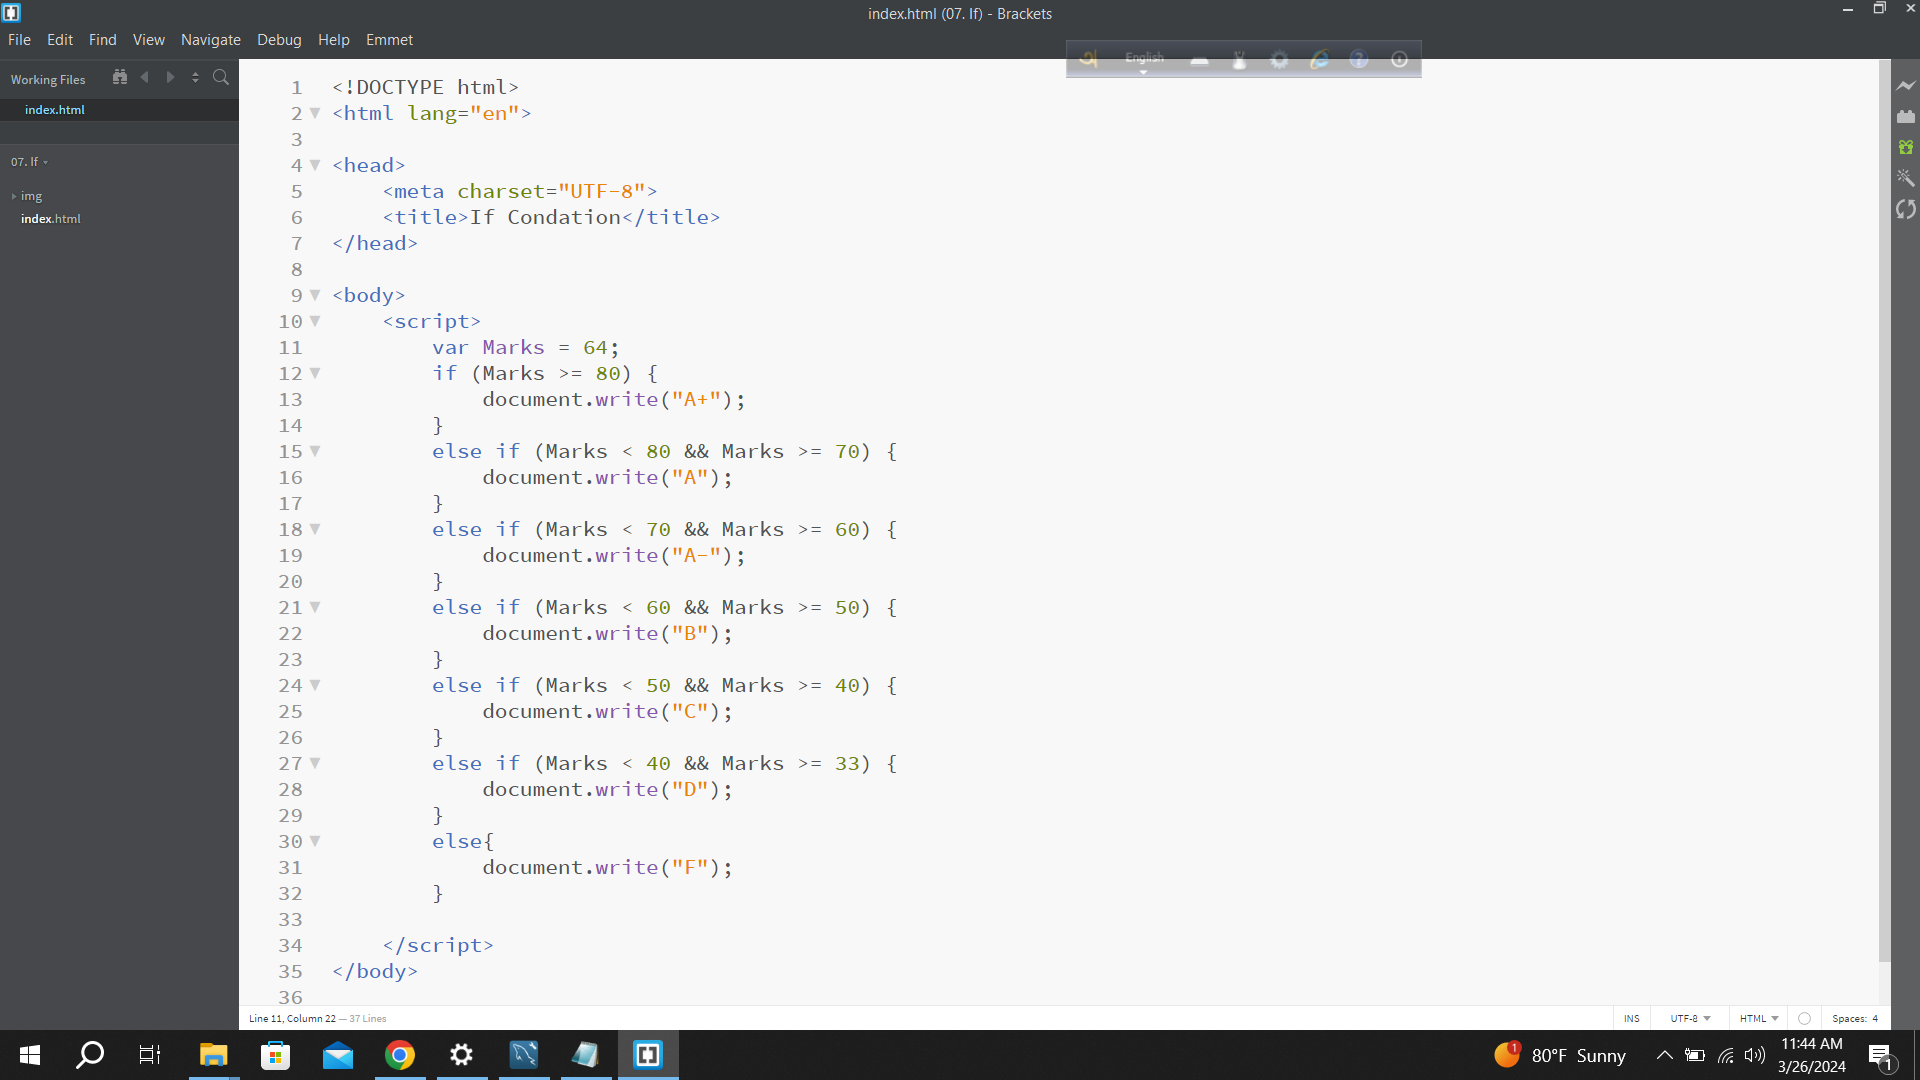 index.html (07. If) - Brackets
File Edit Find View Navigate Debug Help Emmet
অ English
Working Files
index.html
07. If
img
index.html
1 <!DOCTYPE html>
2 <html lang="en">
3
4 <head>
5 <meta charset="UTF-8">
6 <title>If Condation</title>
7 </head>
8
9 <body>
10 <script>
11 var Marks = 64;
12 if (Marks >= 80) {
13 document.write("A+");
14 }
15 else if (Marks < 80 && Marks >= 70) {
16 document.write("A");
17 }
18 else if (Marks < 70 && Marks >= 60) {
19 document.write("A-");
20 }
21 else if (Marks < 60 && Marks >= 50) {
22 document.write("B");
23 }
24 else if (Marks < 50 && Marks >= 40) {
25 document.write("C");
26 }
27 else if (Marks < 40 && Marks >= 33) {
28 document.write("D");
29 }
30 else{
31 document.write("F");
32 }
33
34 </script>
35 </body>
36
Line 11, Column 22 — 37 Lines
INS UTF-8 HTML Spaces: 4
1 80°F Sunny
11:44 AM
3/26/2024
1